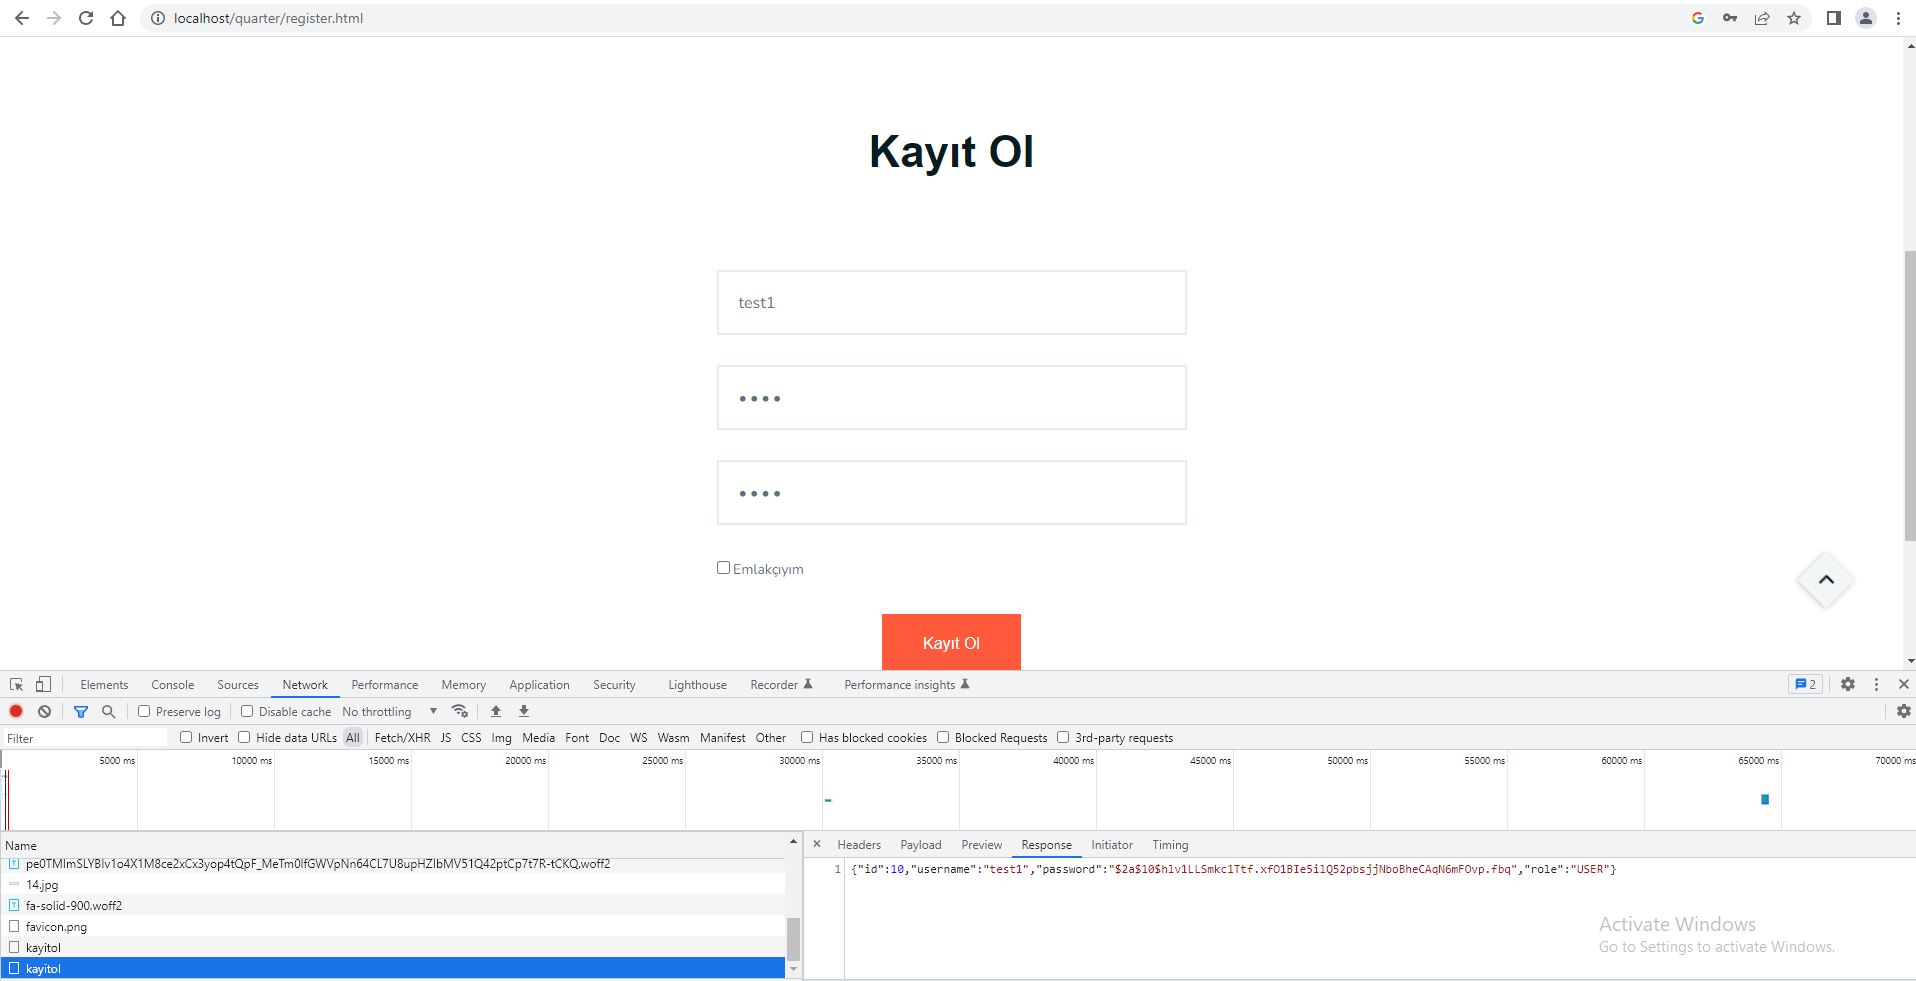 localhost/quarter/register.html
Kayıt Ol
test1
Emlakçıyım
Kayıt Ol
Elements Console Sources Network Performance Memory Application Security Lighthouse Recorder Performance insights 2
Preserve log Disable cache No throttling
Filter Invert Hide data URLs All Fetch/XHR JS CSS Img Media Font Doc WS Wasm Manifest Other Has blocked cookies Blocked Requests 3rd-party requests
5000 ms 10000 ms 15000 ms 20000 ms 25000 ms 30000 ms 35000 ms 40000 ms 45000 ms 50000 ms 55000 ms 60000 ms 65000 ms 70000 ms
Name
pe0TMImSLYBIv1o4X1M8ce2xCx3yop4tQpF_MeTm0lfGWVpNn64CL7U8upHZIbMV51Q42ptCp7t7R-tCKQ.woff2
14.jpg
fa-solid-900.woff2
favicon.png
kayitol
kayitol
Headers Payload Preview Response Initiator Timing
1 {"id":10,"username":"test1","password":"$2a$10$hlv1LLSmkc1Ttf.xfO1BIe5ilQ52pbsjjNboBheCAqN6mFOvp.fbq","role":"USER"}
Activate Windows
Go to Settings to activate Windows.